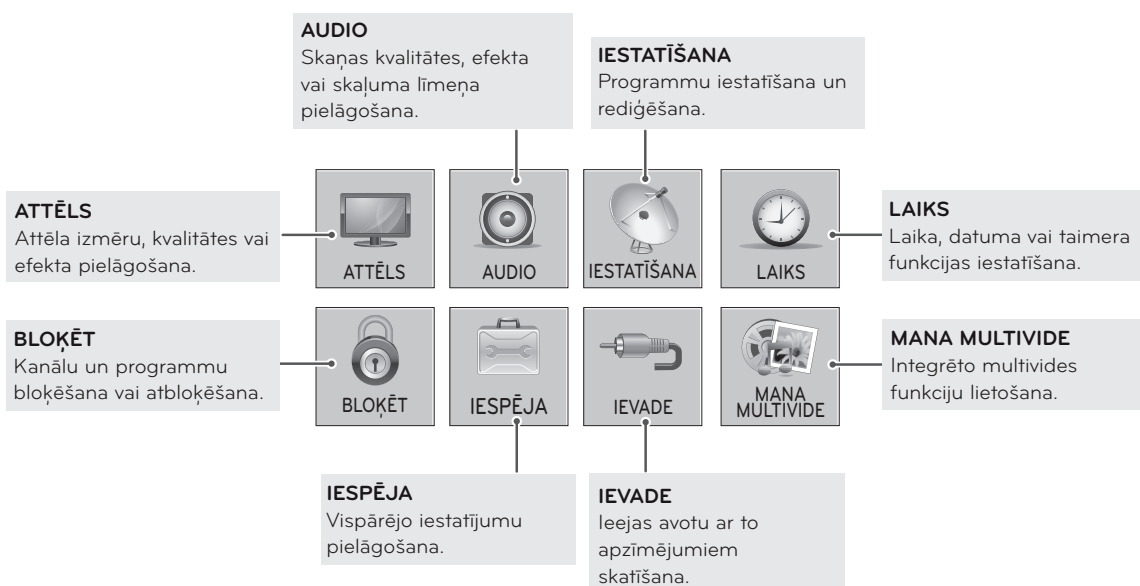 AUDIO
Skaņas kvalitātes, efekta
vai skaļuma līmeņa
pielāgošana.
IESTATĪŠANA
Programmu iestatīšana un
rediģēšana.
ATTĒLS
Attēla izmēru, kvalitātes vai
efekta pielāgošana.
ATTĒLS
AUDIO
IESTATĪŠANA
LAIKS
LAIKS
Laika, datuma vai taimera
funkcijas iestatīšana.
BLOĶĒT
Kanālu un programmu
bloķēšana vai atbloķēšana.
BLOĶĒT
IESPĒJA
IEVADE
MANA
MULTIVIDE
MANA MULTIVIDE
Integrēto multivides
funkciju lietošana.
IESPĒJA
Vispārējo iestatījumu
pielāgošana.
IEVADE
Ieejas avotu ar to
apzīmējumiem
skatīšana.